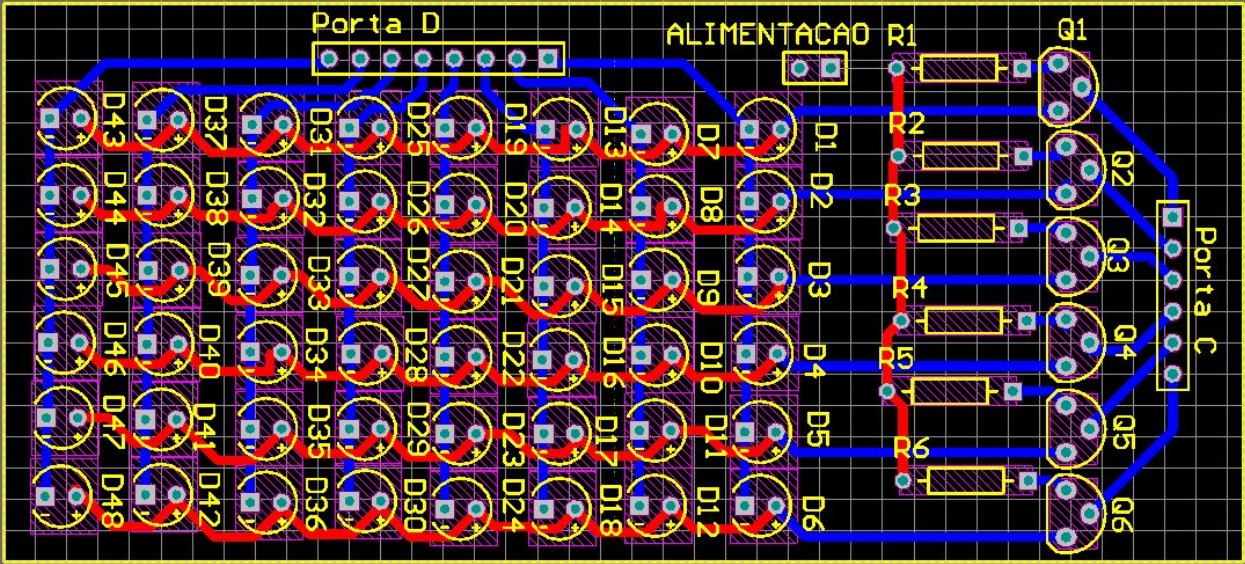 Porta D
ALIMENTACAO
R1
Q1
D43
D37
D31
D25
D19
D13
D7
D1
R2
Q2
D44
D38
D32
D26
D20
D14
D8
D2
R3
Q3
D45
D39
D33
D27
D21
D15
D9
D3
R4
Porta C
D46
D40
D34
D28
D22
D16
D10
D4
R5
Q4
D47
D41
D35
D29
D23
D17
D11
D5
R6
Q5
D48
D42
D36
D30
D24
D18
D12
D6
Q6